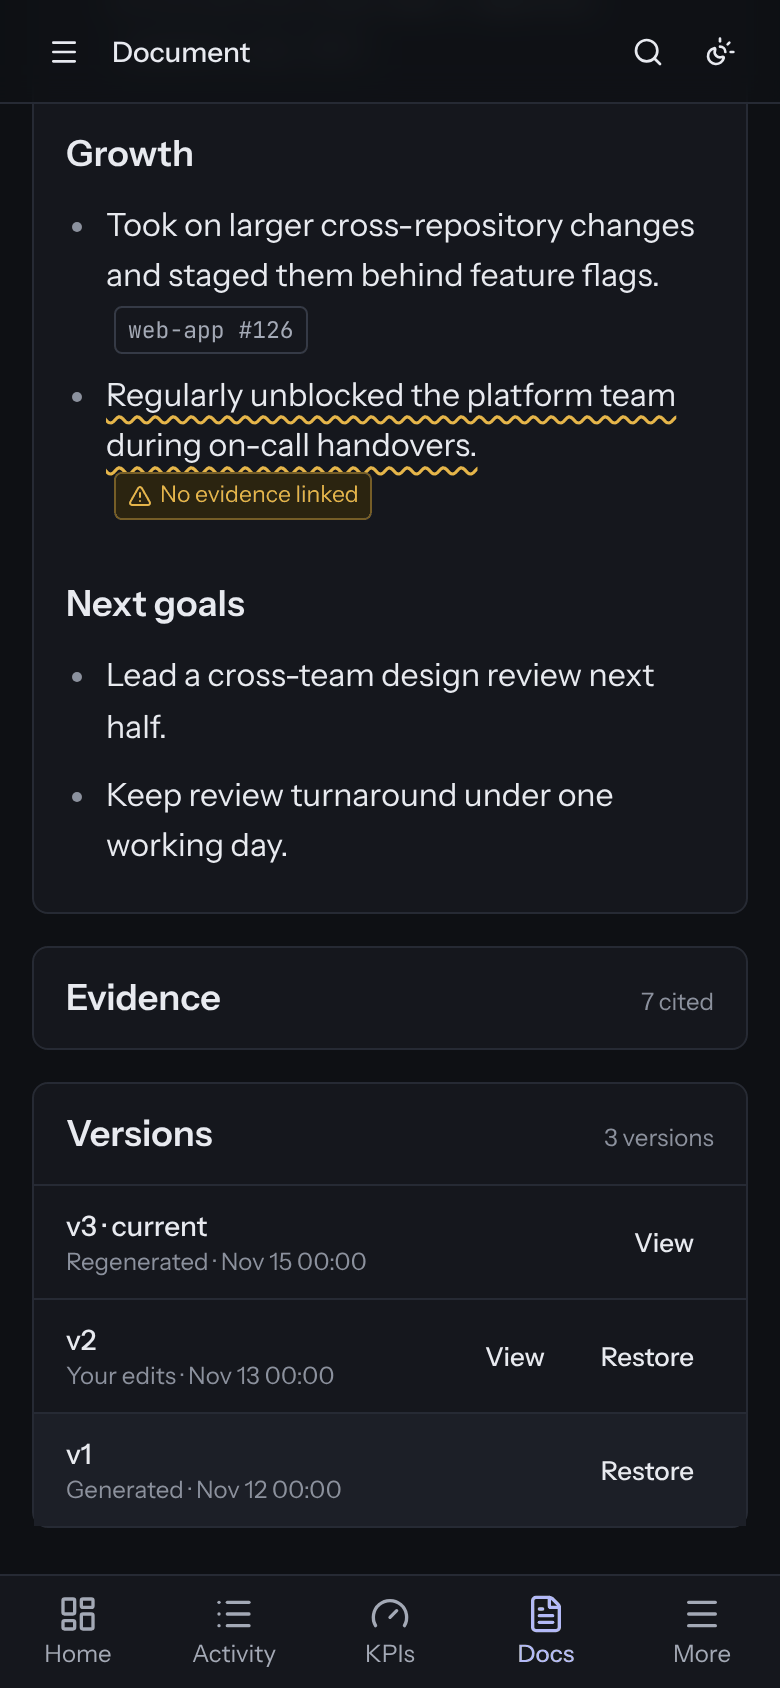 Document
Growth
Took on larger cross-repository changes
and staged them behind feature flags.
web-app #126
Regularly unblocked the platform team
during on-call handovers.
No evidence linked
Next goals
Lead a cross-team design review next
half.
Keep review turnaround under one
working day.
Evidence
7 cited
Versions
3 versions
v3 · current
View
Regenerated · Nov 15 00:00
v2
View
Restore
Your edits · Nov 13 00:00
v1
Restore
Generated · Nov 12 00:00
Home
Activity
KPIs
Docs
More